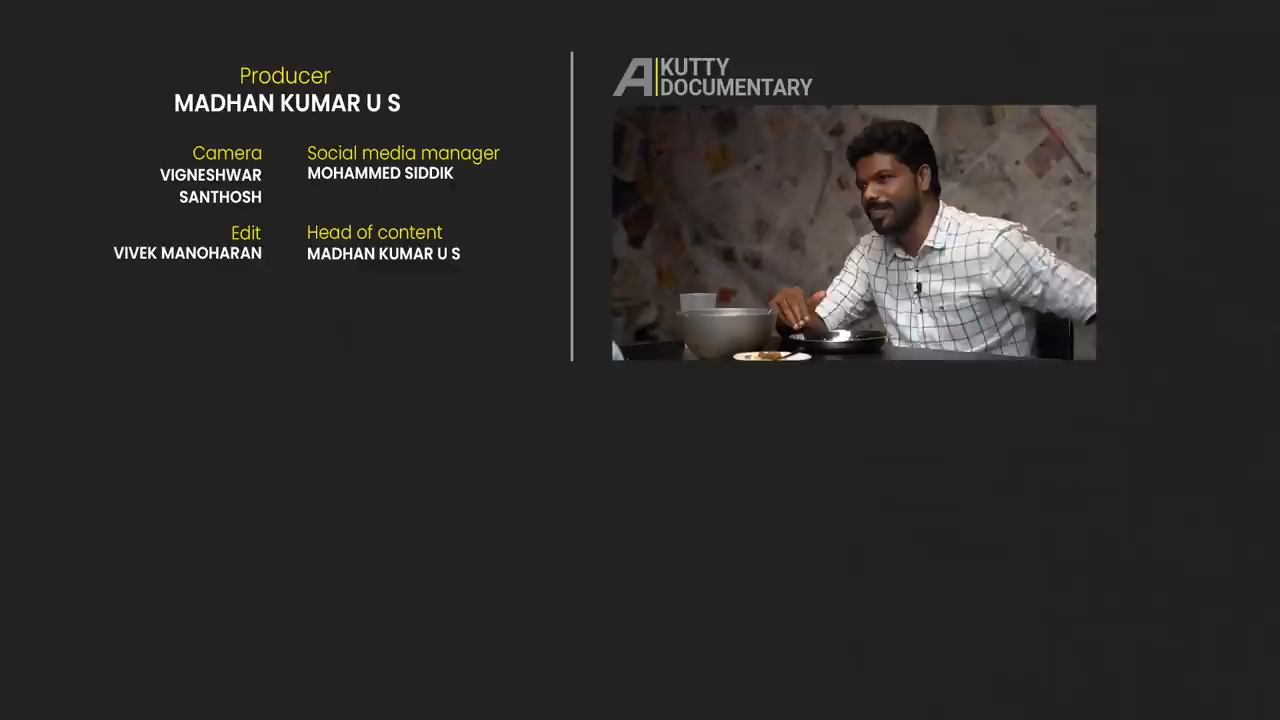 Producer
MADHAN KUMAR U S
Camera
VIGNESHWAR
SANTHOSH
Social media manager
MOHAMMED SIDDIK
Edit
VIVEK MANOHARAN
Head of content
MADHAN KUMAR U S
A KUTTY
DOCUMENTARY